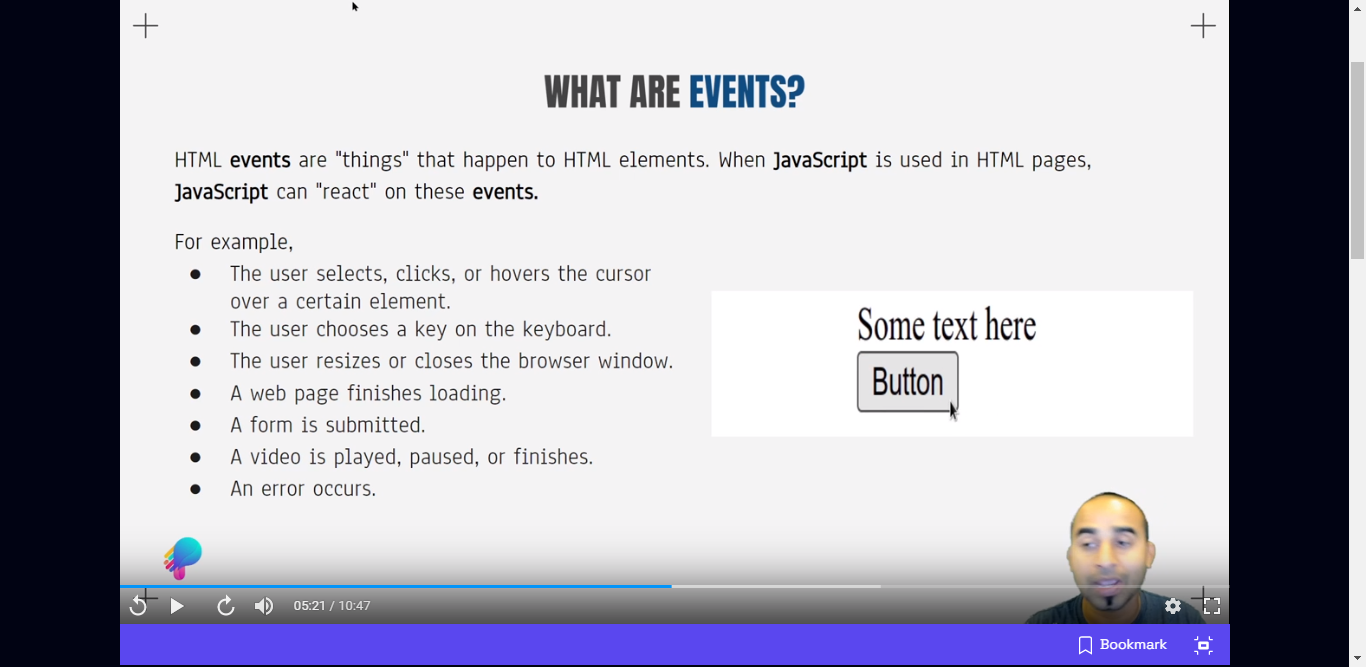 WHAT ARE EVENTS?
HTML events are "things" that happen to HTML elements. When JavaScript is used in HTML pages,
JavaScript can "react" on these events.
For example,
● The user selects, clicks, or hovers the cursor
over a certain element.
● The user chooses a key on the keyboard.
● The user resizes or closes the browser window.
● A web page finishes loading.
● A form is submitted.
● A video is played, paused, or finishes.
● An error occurs.
Some text here
Button
05:21 / 10:47
Bookmark